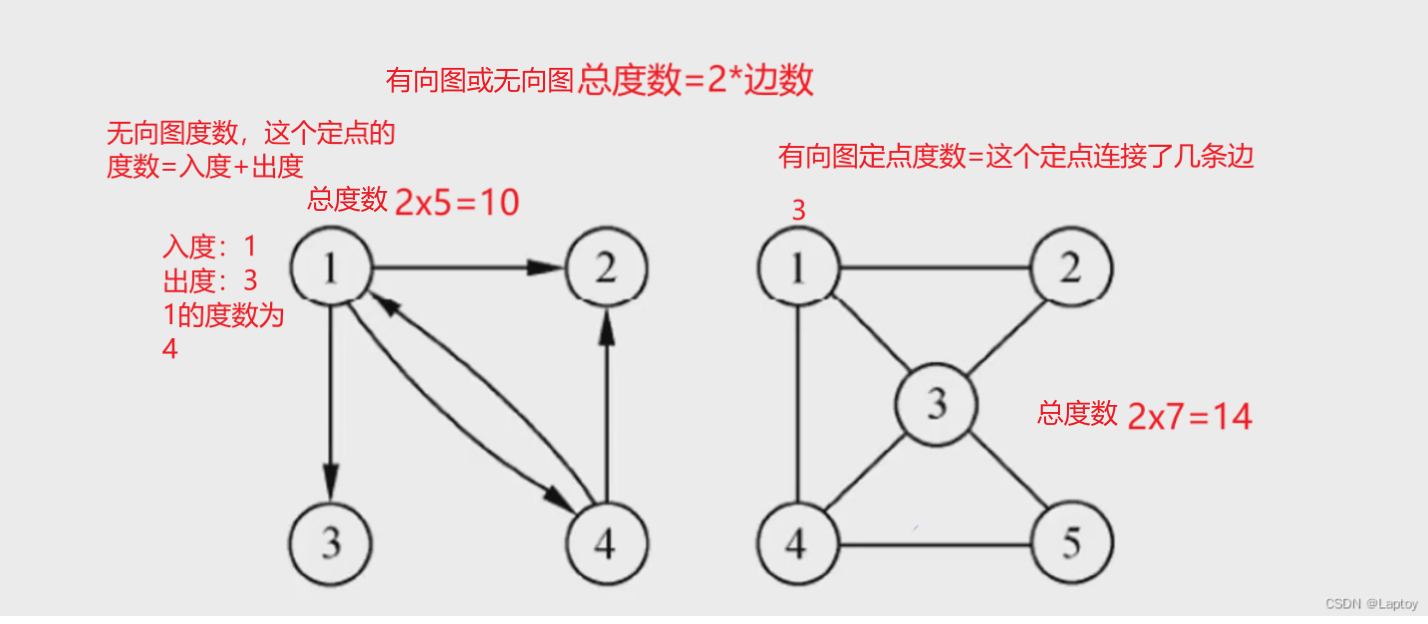 有向图或无向图总度数=2*边数
无向图度数，这个定点的
度数=入度+出度
有向图定点度数=这个定点连接了几条边
总度数 2x5=10
3
入度：1
出度：3
1的度数为
4
1
2
1
2
3
总度数 2x7=14
3
4
4
5
CSDN @Laptoy